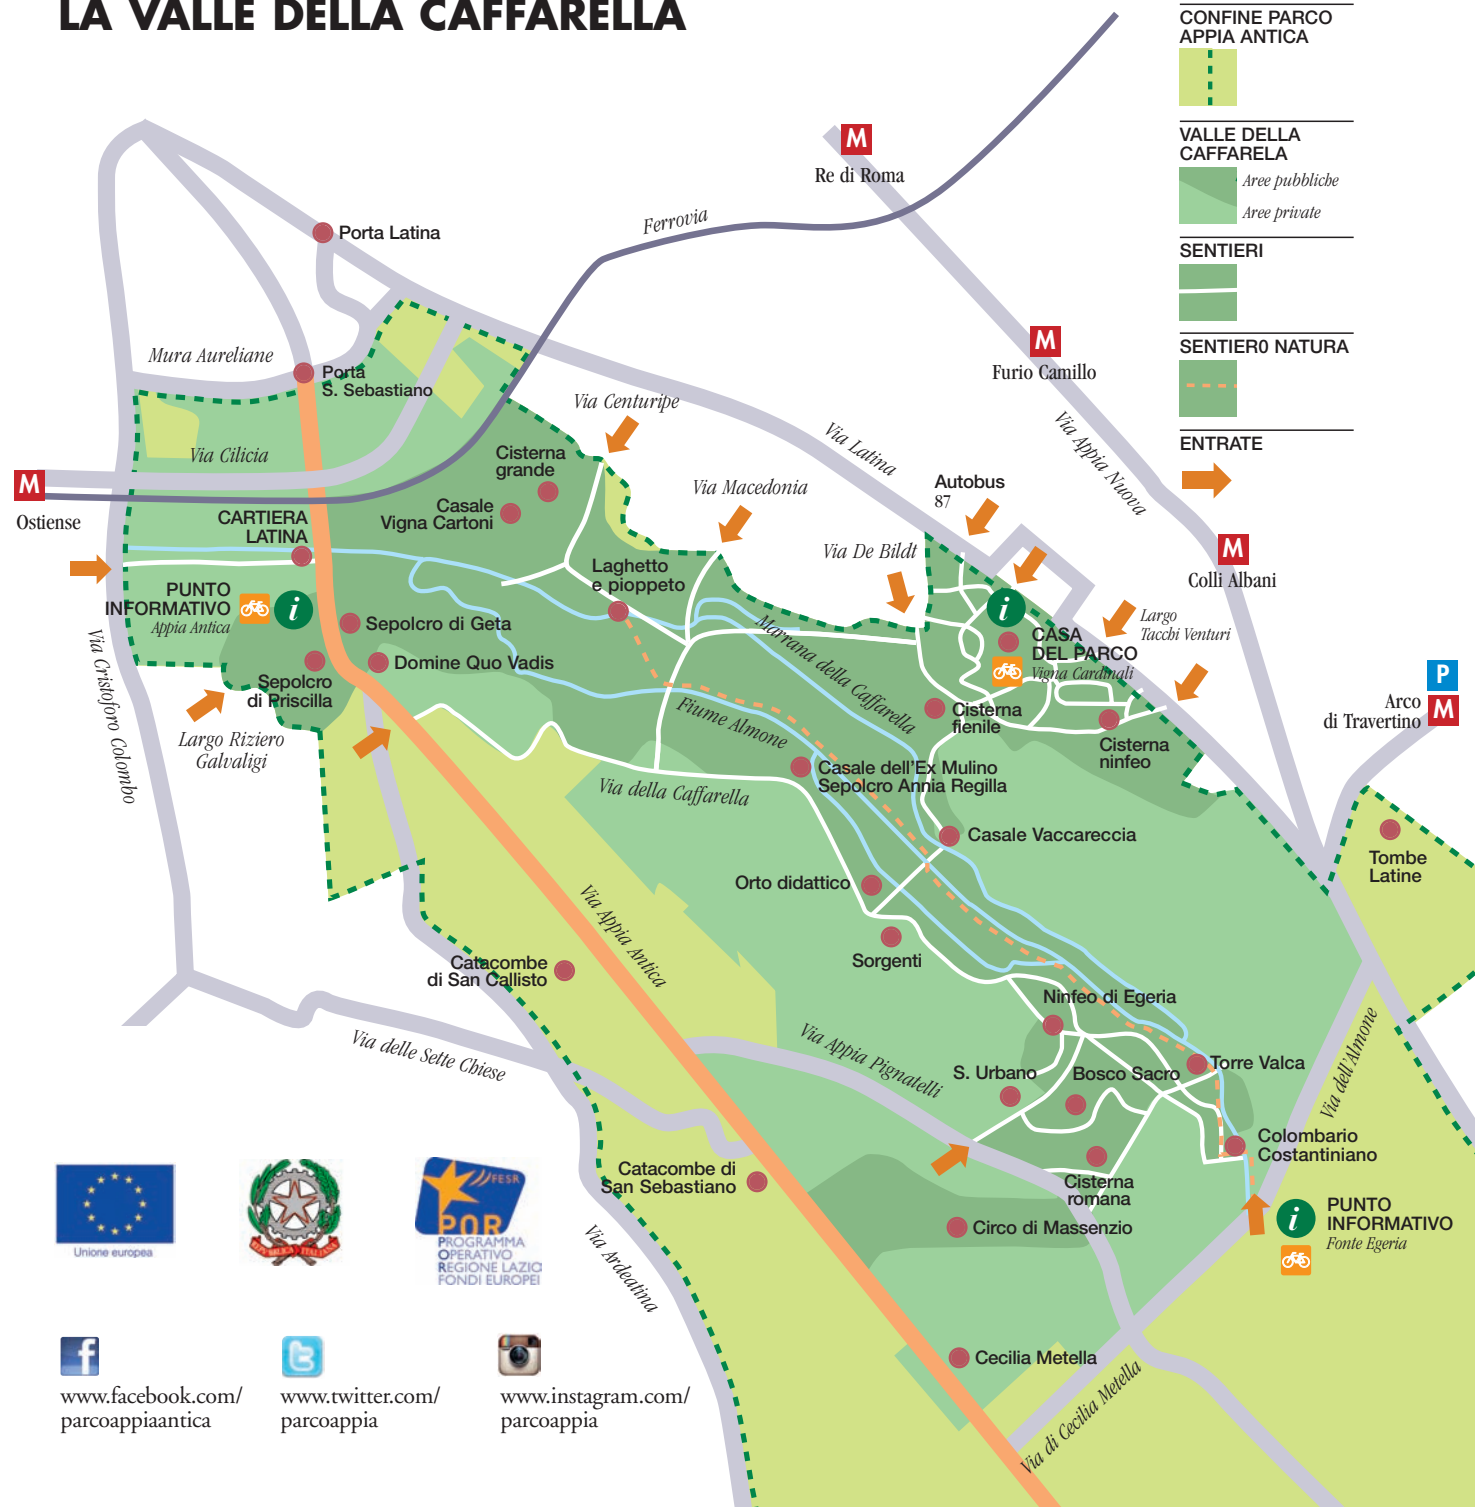 LA VALLE DELLA CAFFARELLA
CONFINE PARCO
APPIA ANTICA
VALLE DELLA
CAFFARELA
Aree pubbliche
Aree private
SENTIERI
SENTIER0 NATURA
ENTRATE
M
Re di Roma
Ferrovia
Porta Latina
M
Furio Camillo
Mura Aureliane
Porta
S. Sebastiano
Via Centuripe
Via Latina
Via Appia Nuova
Via Cilicia
Cisterna
grande
M
Ostiense
Casale
Vigna Cartoni
Via Macedonia
Autobus
87
CARTIERA
LATINA
Via De Bildt
M
Colli Albani
Laghetto
e pioppeto
PUNTO
INFORMATIVO
Appia Antica
i
i
Largo
Tacchi Venturi
Sepolcro di Geta
CASA
DEL PARCO
Vigna Cardinali
Marrana della Caffarella
Domine Quo Vadis
Via Cristoforo Colombo
Sepolcro
di Priscilla
P
Arco
di Travertino
M
Fiume Almone
Cisterna
fienile
Cisterna
ninfeo
Largo Riziero
Galvaligi
Casale dell'Ex Mulino
Sepolcro Annia Regilla
Via della Caffarella
Casale Vaccareccia
Tombe
Latine
Orto didattico
Via Appia Antica
Sorgenti
Catacombe
di San Callisto
Ninfeo di Egeria
Via delle Sette Chiese
Via Appia Pignatelli
Via dell'Almone
S. Urbano
Bosco Sacro
Torre Valca
Colombario
Costantiniano
Catacombe di
San Sebastiano
Cisterna
romana
Circo di Massenzio
i
PUNTO
INFORMATIVO
Fonte Egeria
Via Ardeatina
Cecilia Metella
Via di Cecilia Metella
Unione europea
REPVBBLICA ITALIANA
FESR
POR
PROGRAMMA
OPERATIVO
REGIONE LAZIO
FONDI EUROPEI
f
t
www.facebook.com/
parcoappiaantica
www.twitter.com/
parcoappia
www.instagram.com/
parcoappia